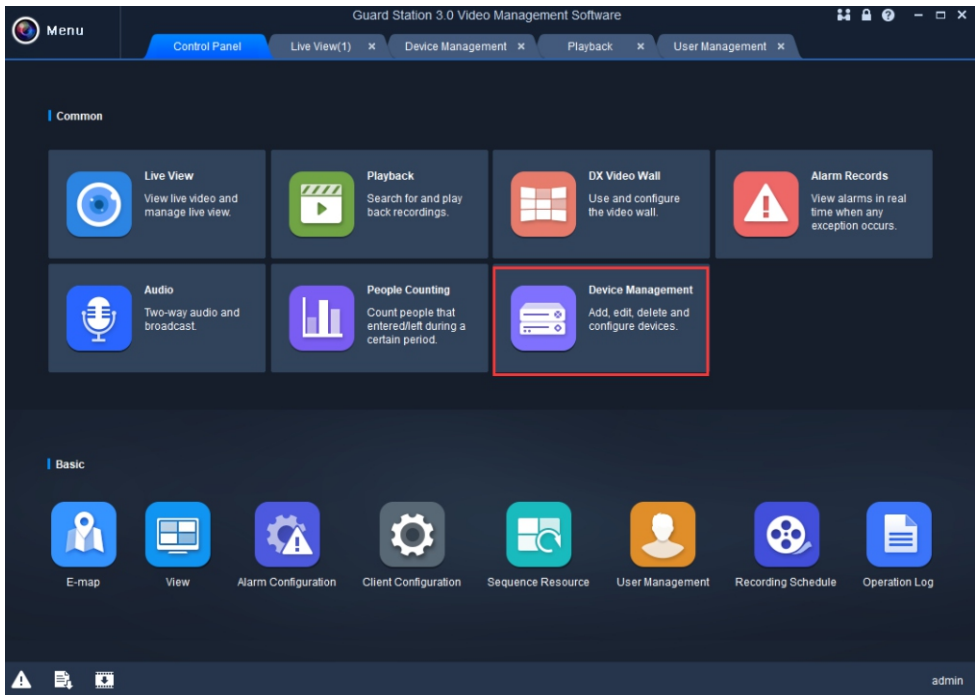 Guard Station 3.0 Video Management Software
Menu
Control Panel
Live View(1)
Device Management
Playback
User Management
Common
Live View
View live video and
manage live view.
Playback
Search for and play
back recordings.
DX Video Wall
Use and configure
the video wall.
Alarm Records
View alarms in real
time when any
exception occurs.
Audio
Two-way audio and
broadcast.
People Counting
Count people that
entered/left during a
certain period.
Device Management
Add, edit, delete and
configure devices.
Basic
E-map
View
Alarm Configuration
Client Configuration
Sequence Resource
User Management
Recording Schedule
Operation Log
admin